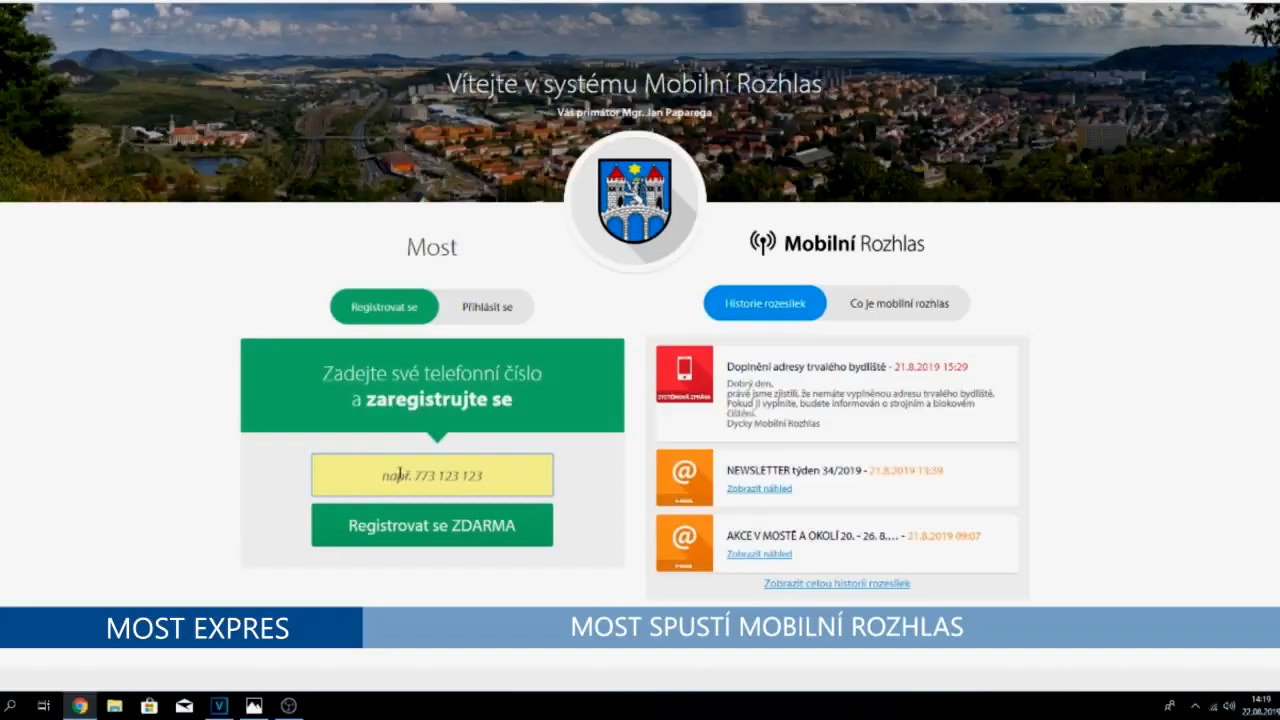 Vítejte v systému Mobilní Rozhlas
Váš primátor Mgr. Jan Paparega
Most
Mobilní Rozhlas
Registrovat se
Přihlásit se
Historie rozesílek
Co je mobilní rozhlas
Zadejte své telefonní číslo
a zaregistrujte se
např. 773 123 123
Registrovat se ZDARMA
SYSTÉMOVÁ ZPRÁVA
Doplnění adresy trvalého bydliště - 21.8.2019 15:29
Dobrý den,
právě jsme zjistili, že nemáte vyplněnou adresu trvalého bydliště.
Pokud ji vyplníte, budete informován o strojním a blokovém
čištění.
Dycky Mobilní Rozhlas
@
E-MAIL
NEWSLETTER týden 34/2019 - 21.8.2019 13:39
Zobrazit náhled
@
E-MAIL
AKCE V MOSTĚ A OKOLÍ 20. - 26. 8.... - 21.8.2019 09:07
Zobrazit náhled
Zobrazit celou historii rozesílek
MOST EXPRES
MOST SPUSTÍ MOBILNÍ ROZHLAS
V
14:19
22.08.2019